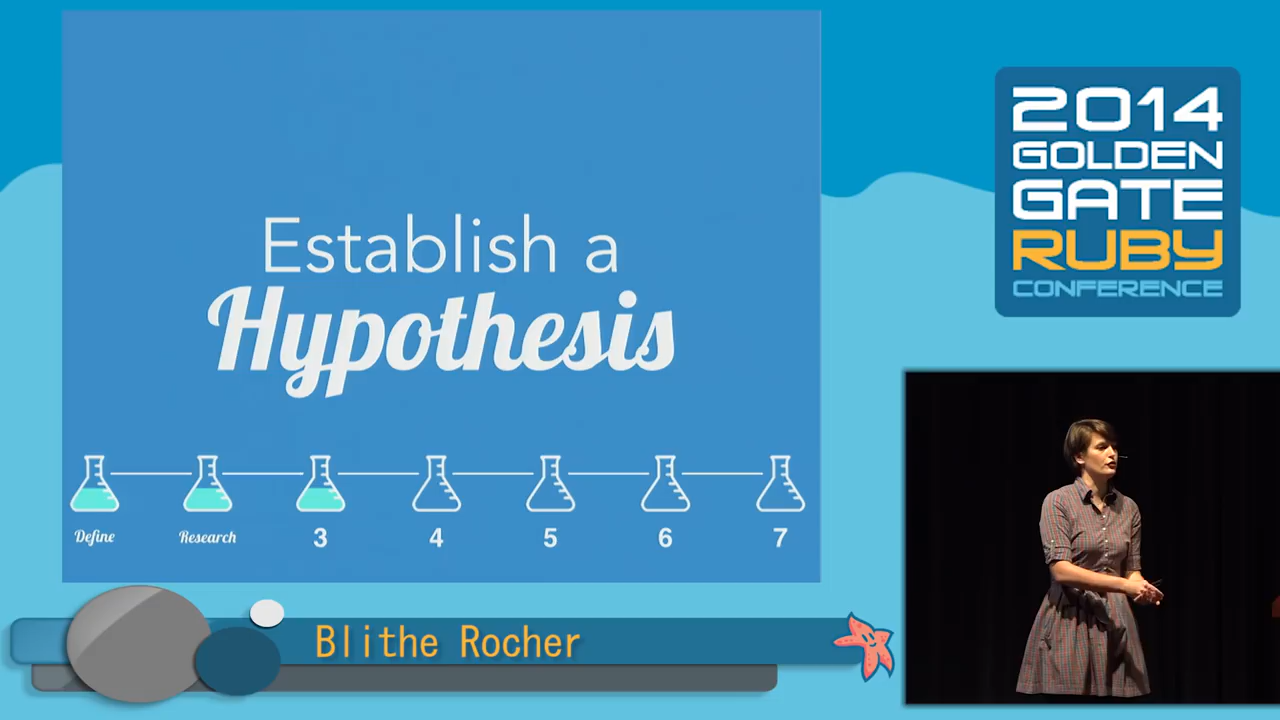 Establish a
Hypothesis
Define
Research
3
4
5
6
7
2014
GOLDEN
GATE
RUBY
CONFERENCE
Blithe Rocher